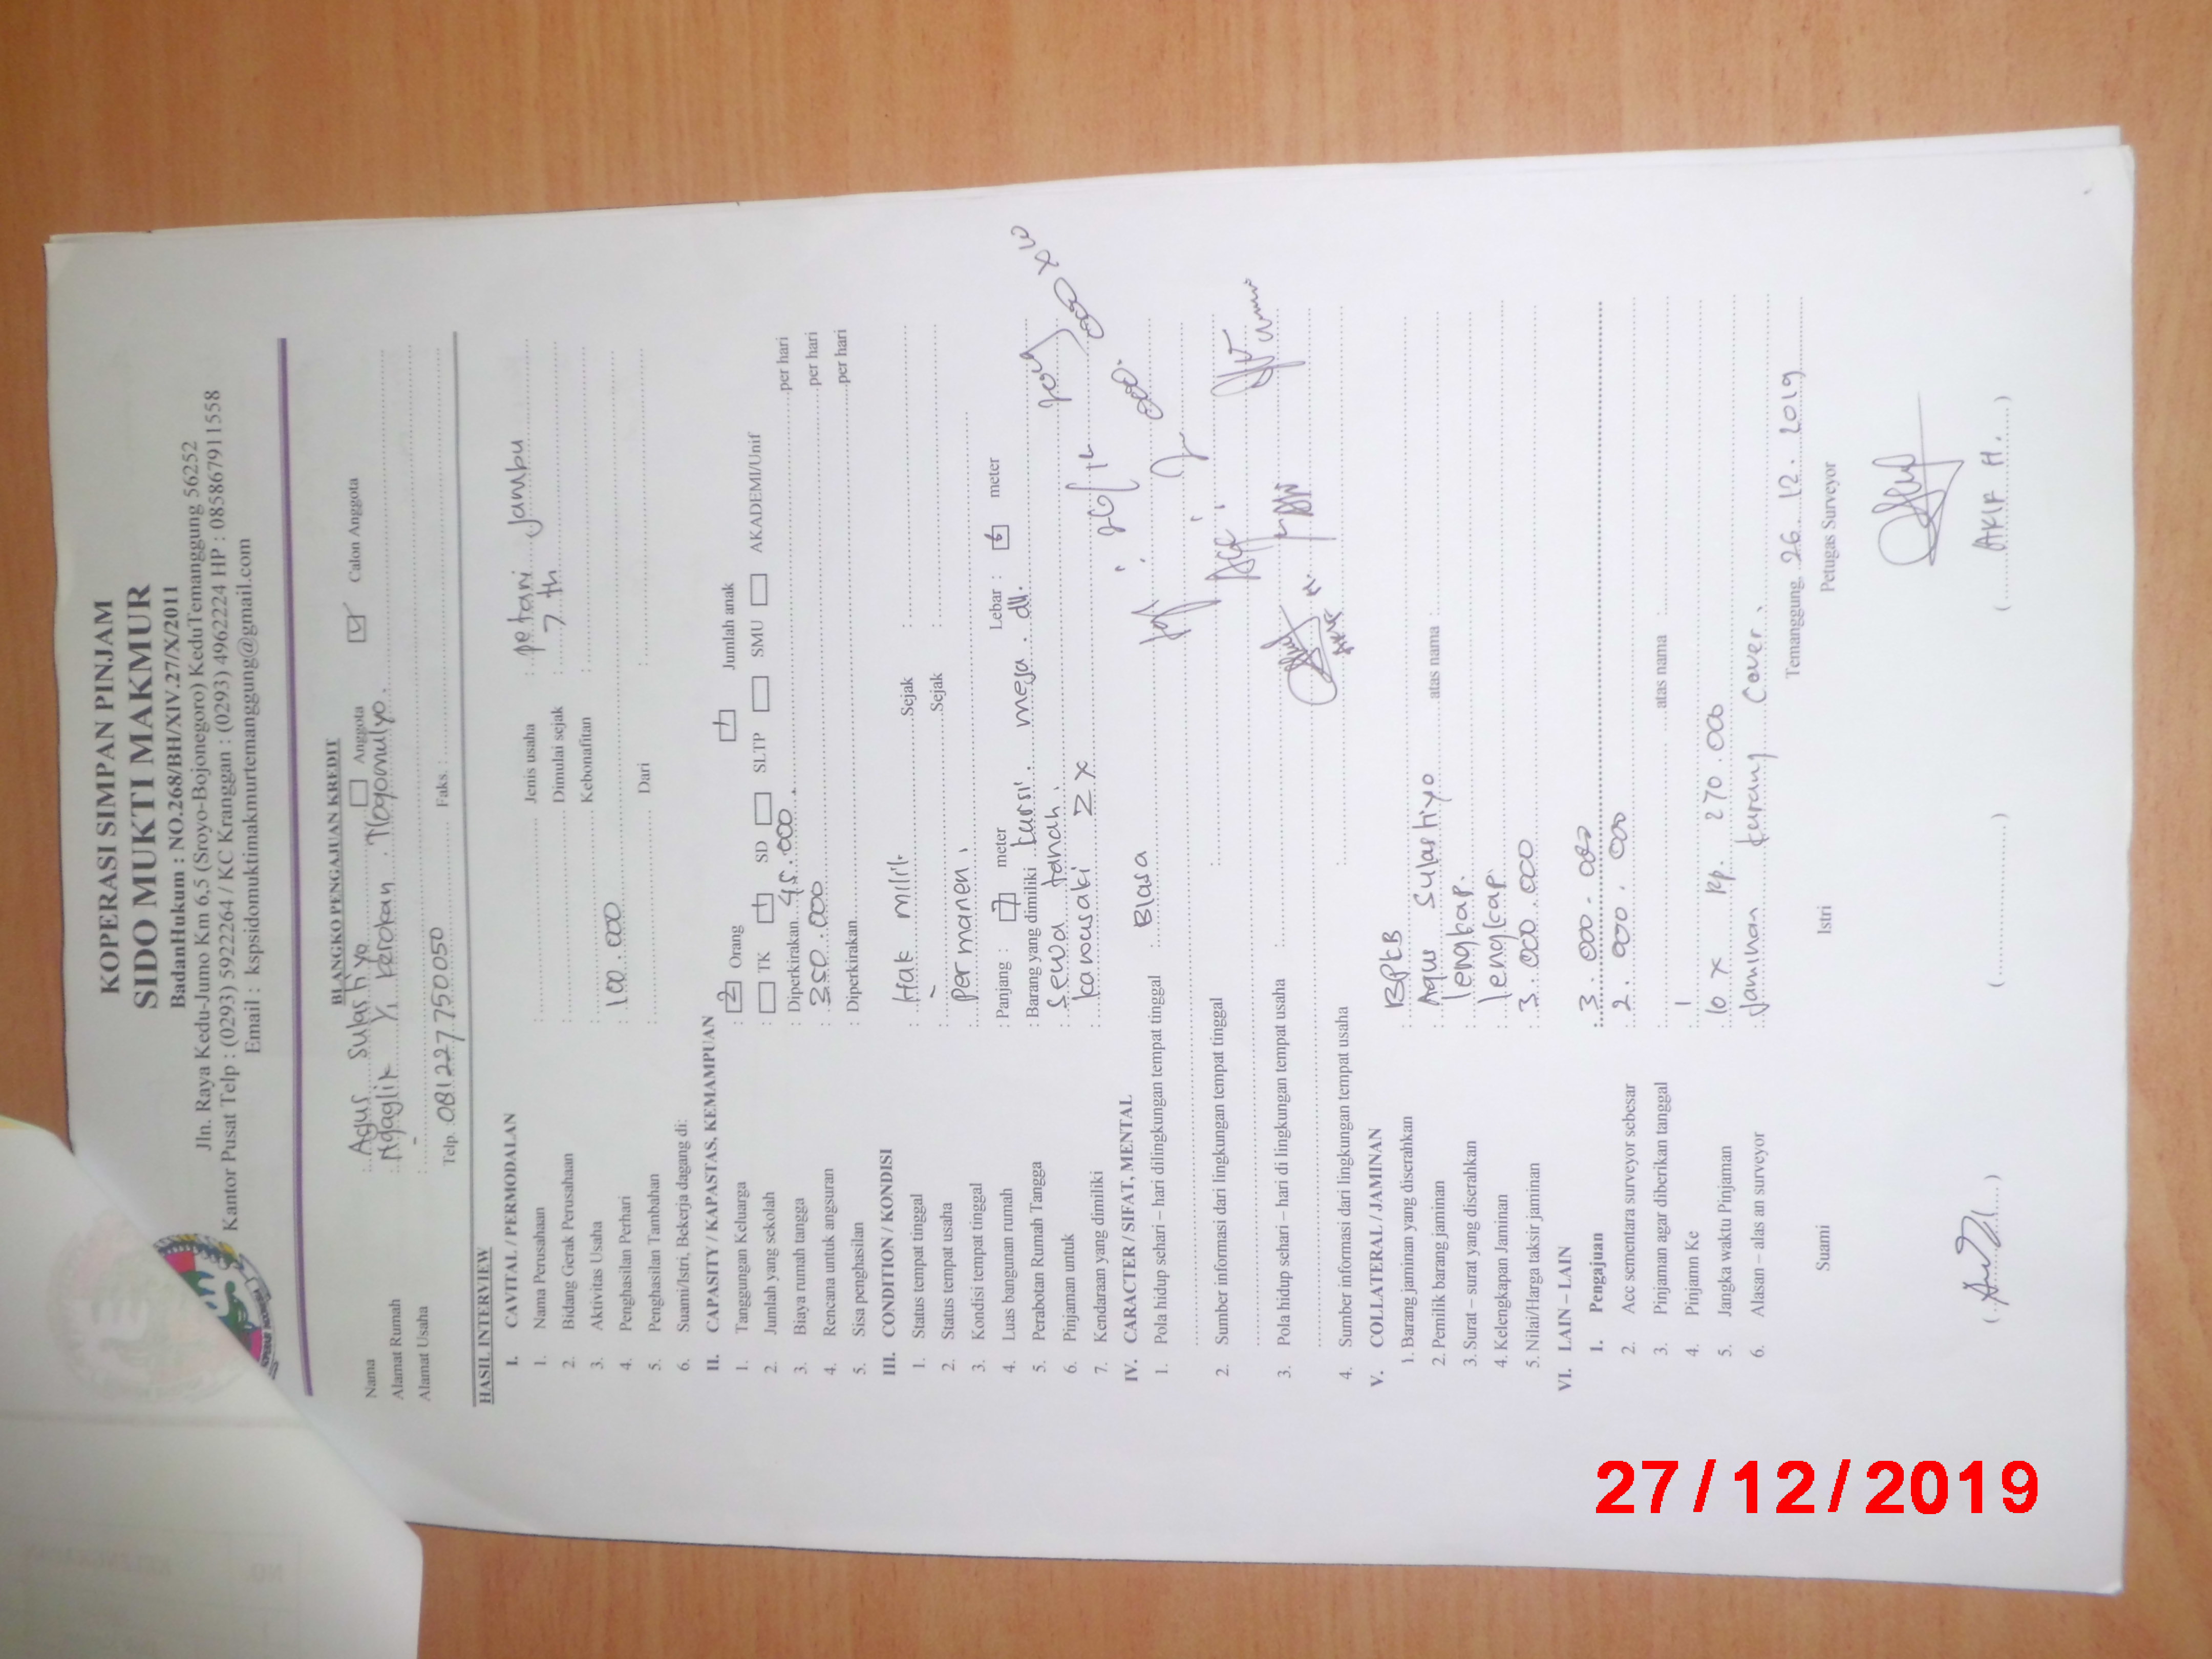 KOPERASI SIMPAN PINJAM
SIDO MUKTI MAKMUR
BadanHukum : NO.268/BH/XIV.27/X/2011
Jln. Raya Kedu-Jumo Km 6,5 (Sroyo-Bojonegoro) KeduTemanggung 56252
Kantor Pusat Telp : (0293) 5922264 / KC Kranggan : (0293) 4962224 HP : 085867911558
Email : kspsidomuktimakmurtemanggung@gmail.com
BLANGKO PENGAJUAN KREDIT
Anggota Calon Anggota
Nama : Agus Sulastiyo
Alamat Rumah : Ngaglik Tlogomulyo.
Alamat Usaha : -
Telp. : 081227750050 Faks. :
HASIL INTERVIEW
I. CAVITAL / PERMODALAN
1. Nama Perusahaan : Jenis usaha : petani Jambu
2. Bidang Gerak Perusahaan : Dimulai sejak : 7 th
3. Aktivitas Usaha : Kebonafitan :
4. Penghasilan Perhari : 100.000
5. Penghasilan Tambahan : Dari :
6. Suami/Istri, Bekerja dagang di:
II. CAPASITY / KAPASTAS, KEMAMPUAN
1. Tanggungan Keluarga : 2 Orang 1 Jumlah anak
2. Jumlah yang sekolah : TK 1 SD SLTP SMU AKADEMI/Unif
3. Biaya rumah tangga : Diperkirakan 45.000. per hari
4. Rencana untuk angsuran : 350.000 per hari
5. Sisa penghasilan : Diperkirakan per hari
III. CONDITION / KONDISI
1. Status tempat tinggal : Hak milik Sejak :
2. Status tempat usaha : - Sejak :
3. Kondisi tempat tinggal : permanen.
4. Luas bangunan rumah : Panjang : 7 meter Lebar : 6 meter
5. Perabotan Rumah Tangga : Barang yang dimiliki kursi. meja. dll.
6. Pinjaman untuk : Sewa tanah.
7. Kendaraan yang dimiliki : kawasaki ZX
IV. CARACTER / SIFAT, MENTAL
1. Pola hidup sehari – hari dilingkungan tempat tinggal : Biasa
2. Sumber informasi dari lingkungan tempat tinggal :
3. Pola hidup sehari – hari di lingkungan tempat usaha :
4. Sumber informasi dari lingkungan tempat usaha :
V. COLLATERAL / JAMINAN
1. Barang jaminan yang diserahkan : BPKB
2. Pemilik barang jaminan : Agus Sulastiyo atas nama :
3. Surat – surat yang diserahkan : lengkap.
4. Kelengkapan Jaminan : lengkap
5. Nilai/Harga taksir jaminan : 3.000.000
VI. LAIN – LAIN
1. Pengajuan : 3.000.000
2. Acc sementara surveyor sebesar : 2.000.000
3. Pinjaman agar diberikan tanggal : atas nama :
4. Pinjamn Ke : 1
5. Jangka waktu Pinjaman : 10 x Rp. 270.000
6. Alasan – alas an surveyor : Jaminan kurang Cover.
Temanggung 26.12.2019
Suami Istri Petugas Surveyor
(............) (............) (AKIF H.)
27/12/2019